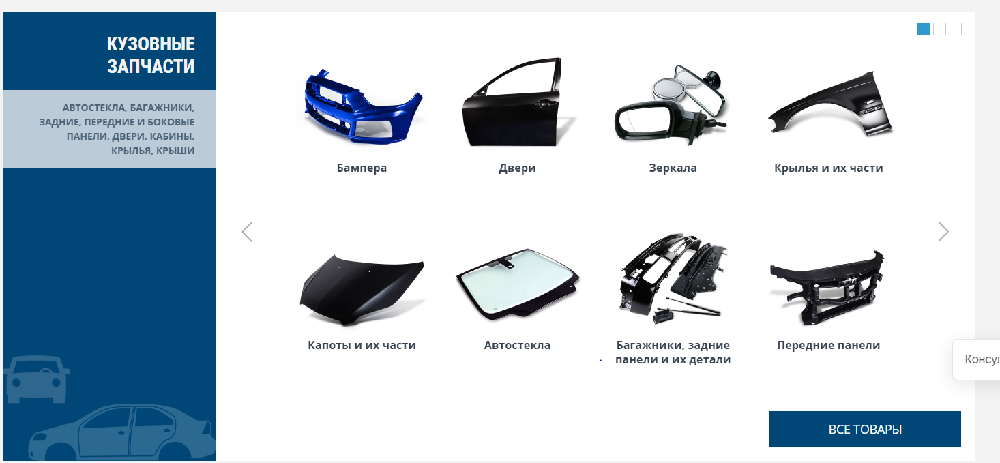 КУЗОВНЫЕ
ЗАПЧАСТИ
АВТОСТЕКЛА, БАГАЖНИКИ,
ЗАДНИЕ, ПЕРЕДНИЕ И БОКОВЫЕ
ПАНЕЛИ, ДВЕРИ, КАБИНЫ,
КРЫЛЬЯ, КРЫШИ
Бампера
Двери
Зеркала
Крылья и их части
Капоты и их части
Автостекла
Багажники, задние
панели и их детали
Передние панели
ВСЕ ТОВАРЫ